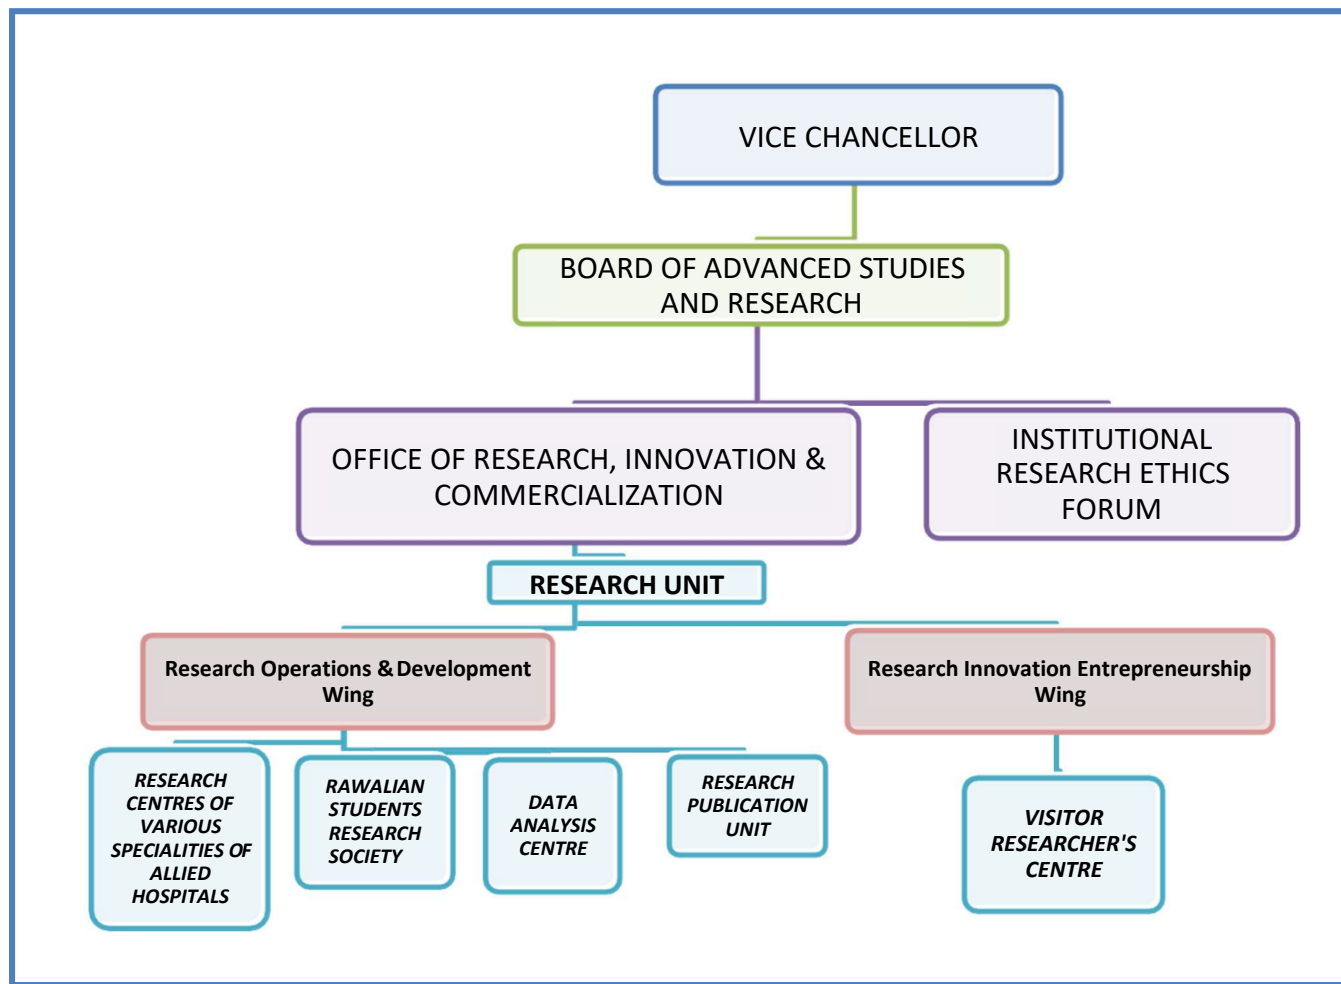 VICE CHANCELLOR
BOARD OF ADVANCED STUDIES
AND RESEARCH
OFFICE OF RESEARCH, INNOVATION &
COMMERCIALIZATION
INSTITUTIONAL
RESEARCH ETHICS
FORUM
RESEARCH UNIT
Research Operations & Development
Wing
Research Innovation Entrepreneurship
Wing
RESEARCH
CENTRES OF
VARIOUS
SPECIALITIES OF
ALLIED
HOSPITALS
RAWALIAN
STUDENTS
RESEARCH
SOCIETY
DATA
ANALYSIS
CENTRE
RESEARCH
PUBLICATION
UNIT
VISITOR
RESEARCHER'S
CENTRE